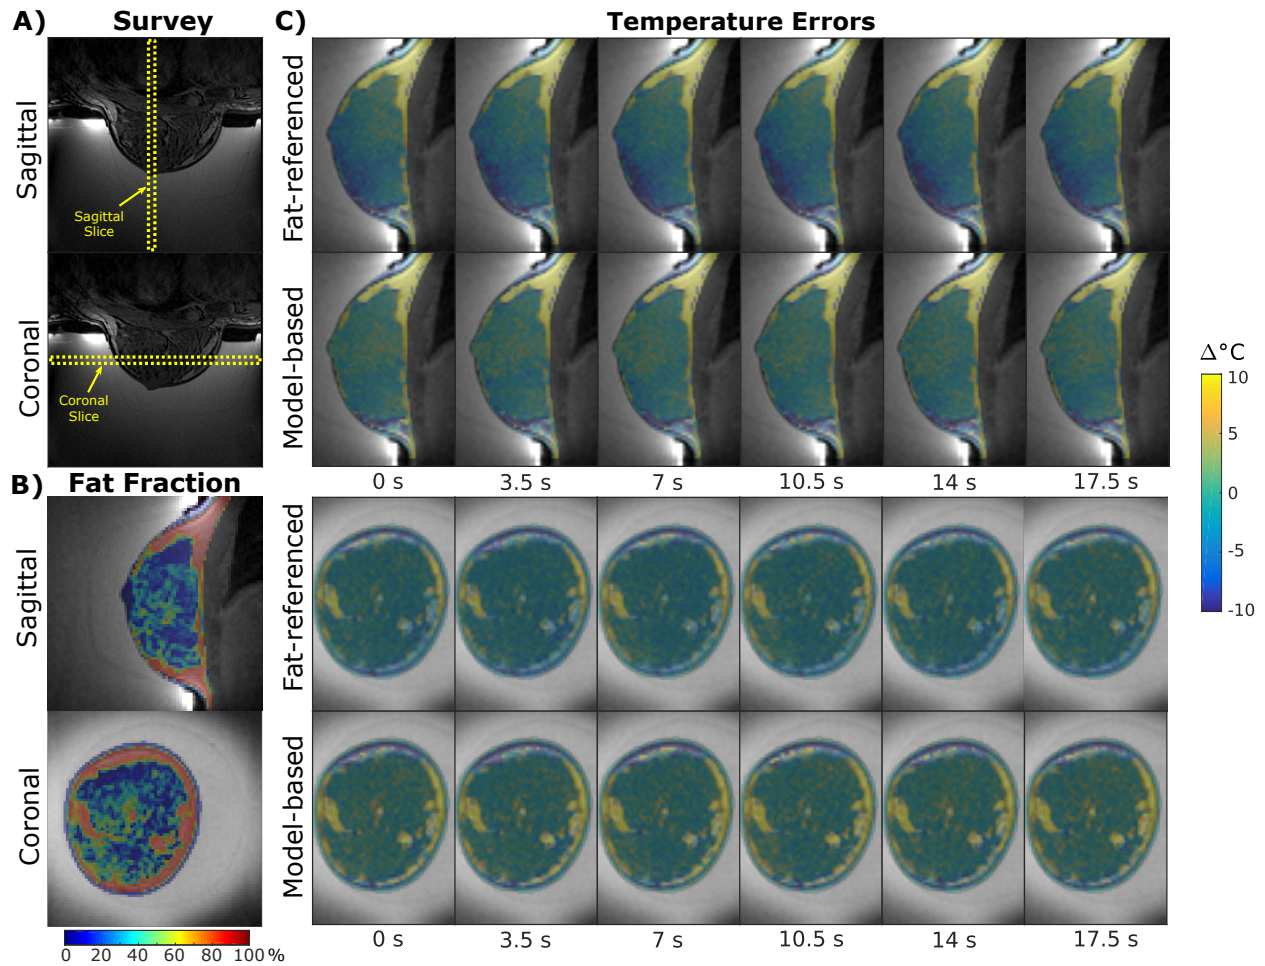 A)
Survey
C)
Temperature Errors
Sagittal
Sagittal
Slice
Fat-referenced
Coronal
Coronal
Slice
Model-based
0 s
3.5 s
7 s
10.5 s
14 s
17.5 s
Δ°C
10
5
0
-5
-10
B)
Fat Fraction
Sagittal
Fat-referenced
Coronal
Model-based
0 s
3.5 s
7 s
10.5 s
14 s
17.5 s
0 20 40 60 80 100 %